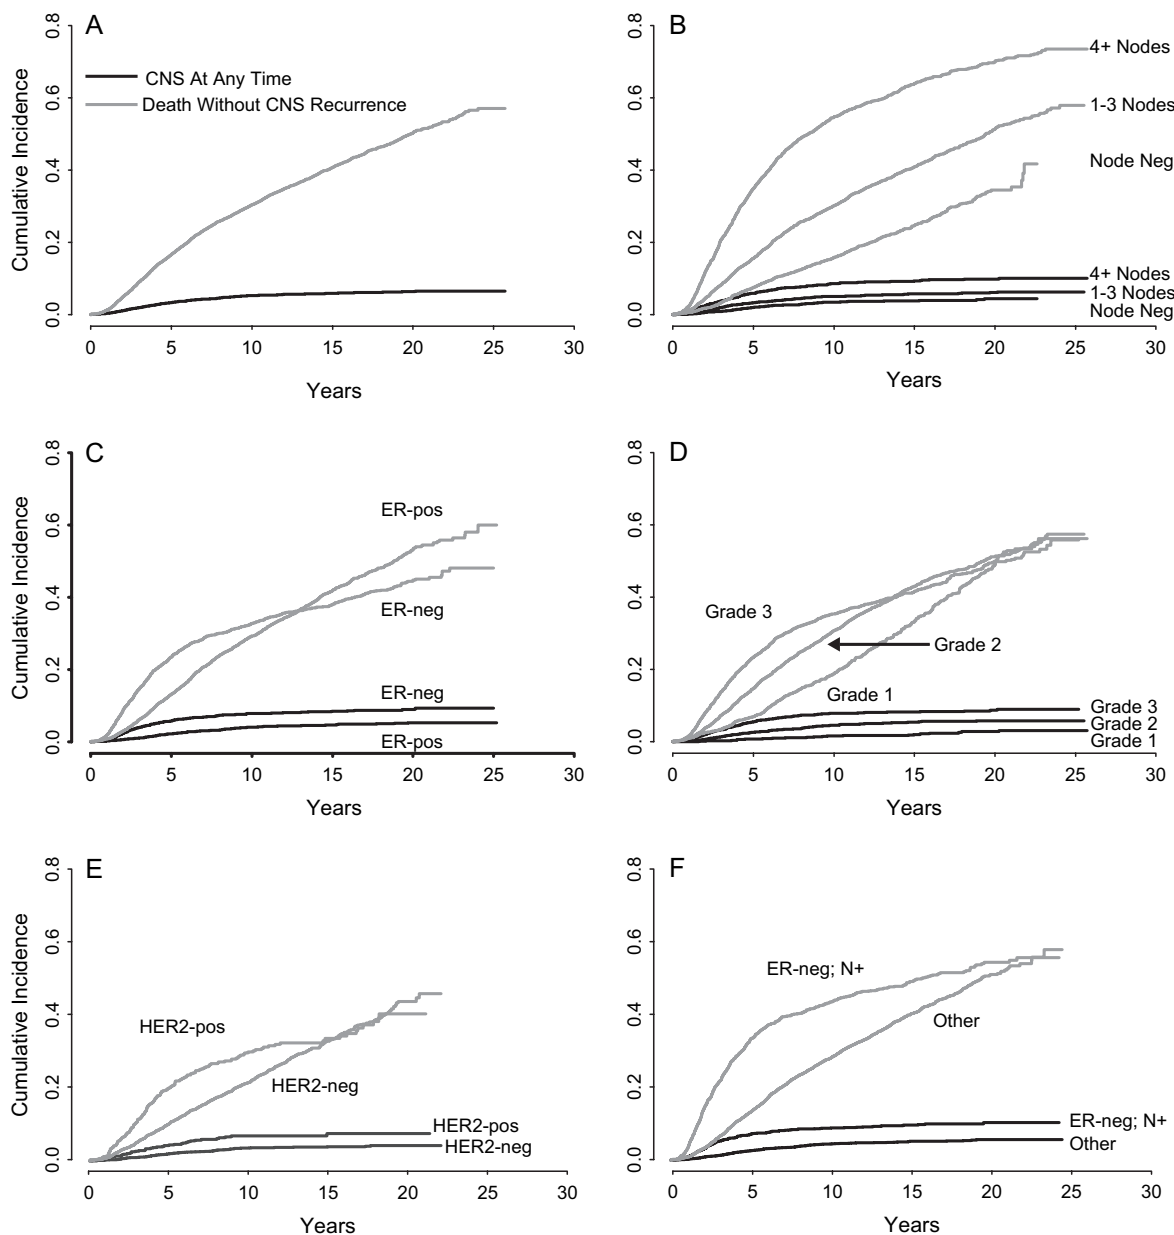 A
CNS At Any Time
Death Without CNS Recurrence
Cumulative Incidence
0.0 0.2 0.4 0.6 0.8
0 5 10 15 20 25 30
Years
B
4+ Nodes
1-3 Nodes
Node Neg
4+ Nodes
1-3 Nodes
Node Neg
0.0 0.2 0.4 0.6 0.8
0 5 10 15 20 25 30
Years
C
ER-pos
ER-neg
ER-neg
ER-pos
Cumulative Incidence
0.0 0.2 0.4 0.6 0.8
0 5 10 15 20 25 30
Years
D
Grade 3
Grade 2
Grade 1
Grade 3
Grade 2
Grade 1
0.0 0.2 0.4 0.6 0.8
0 5 10 15 20 25 30
Years
E
HER2-pos
HER2-neg
HER2-pos
HER2-neg
Cumulative Incidence
0.0 0.2 0.4 0.6 0.8
0 5 10 15 20 25 30
Years
F
ER-neg; N+
Other
ER-neg; N+
Other
0.0 0.2 0.4 0.6 0.8
0 5 10 15 20 25 30
Years